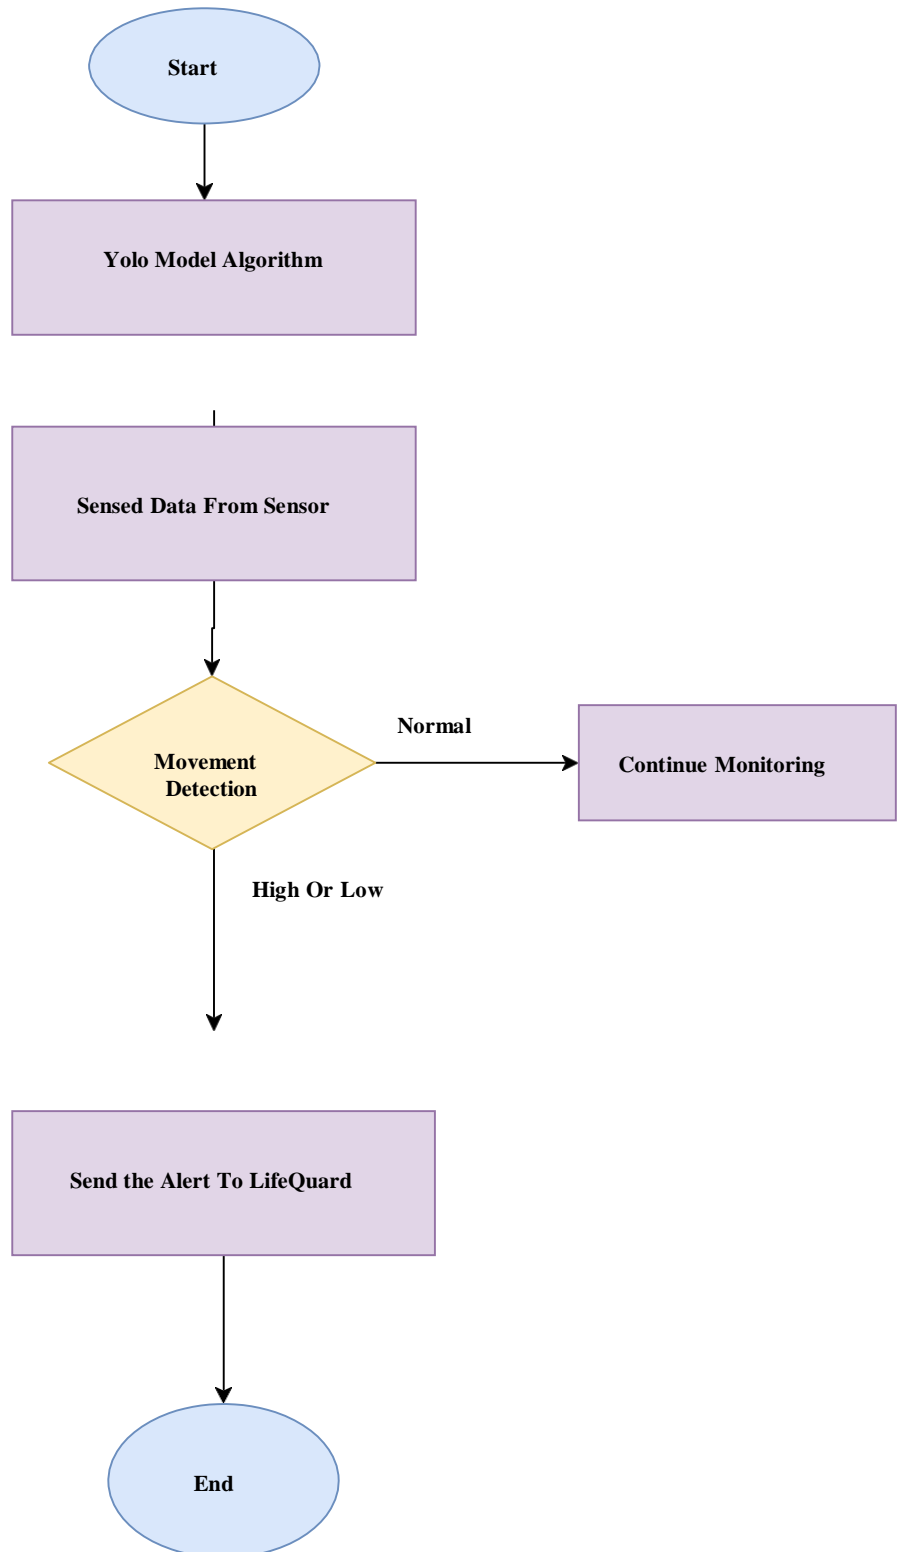 Start
Yolo Model Algorithm
Sensed Data From Sensor
Normal
Movement
Detection
Continue Monitoring
High Or Low
Send the Alert To LifeQuard
End